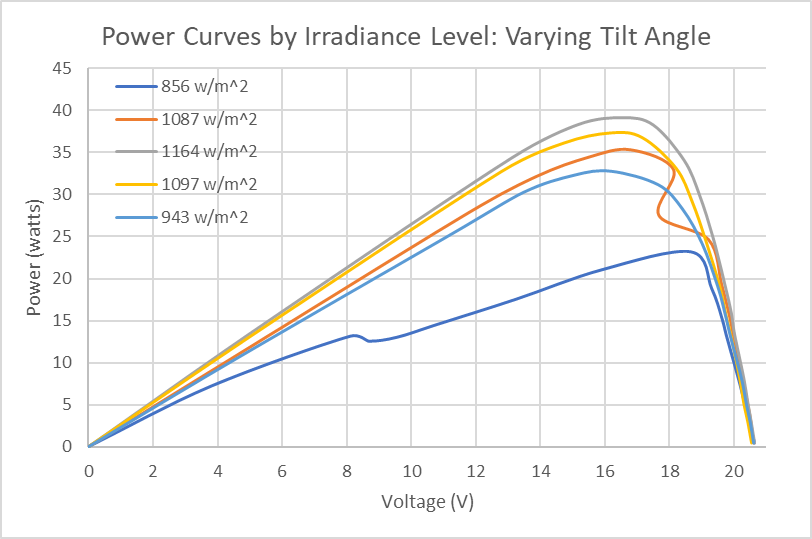 Power Curves by Irradiance Level: Varying Tilt Angle
45
40
35
30
25
20
15
10
5
0
Power (watts)
856 w/m^2
1087 w/m^2
1164 w/m^2
1097 w/m^2
943 w/m^2
0 2 4 6 8 10 12 14 16 18 20
Voltage (V)